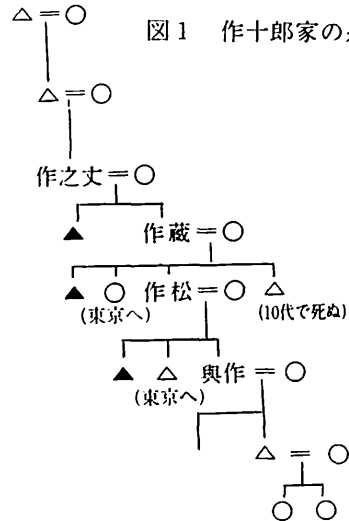 図1 作十郎家の
作之丈
作蔵
作松
(東京へ)
(10代で死ぬ)
與作
(東京へ)